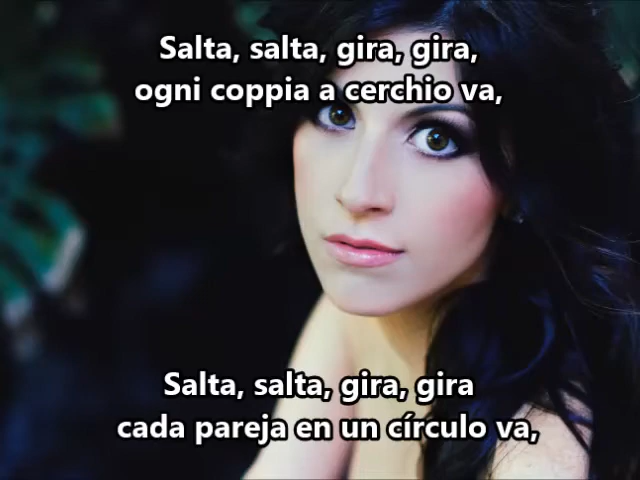 Salta, salta, gira, gira,
ogni coppia a cerchio va,
Salta, salta, gira, gira
cada pareja en un círculo va,